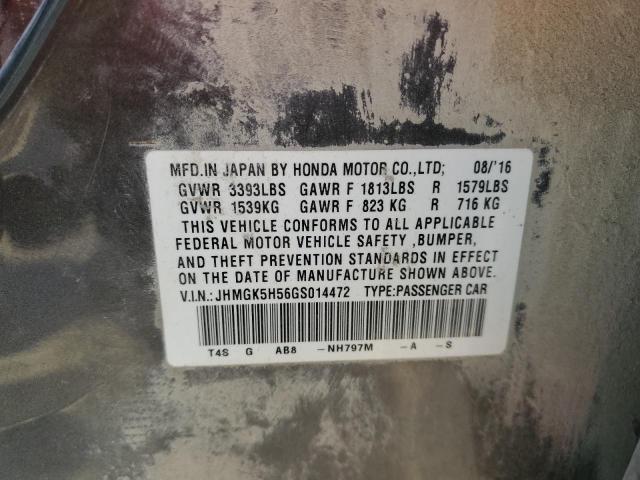 MFD.IN JAPAN BY HONDA MOTOR CO.,LTD; 08/'16
GVWR 3393LBS GAWR F 1813LBS R 1579LBS
GVWR 1539KG GAWR F 823 KG R 716 KG
THIS VEHICLE CONFORMS TO ALL APPLICABLE
FEDERAL MOTOR VEHICLE SAFETY ,BUMPER,
AND THEFT PREVENTION STANDARDS IN EFFECT
ON THE DATE OF MANUFACTURE SHOWN ABOVE.
V.I.N.: JHMGK5H56GS014472 TYPE:PASSENGER CAR
T4S G AB8 -NH797M -A -S